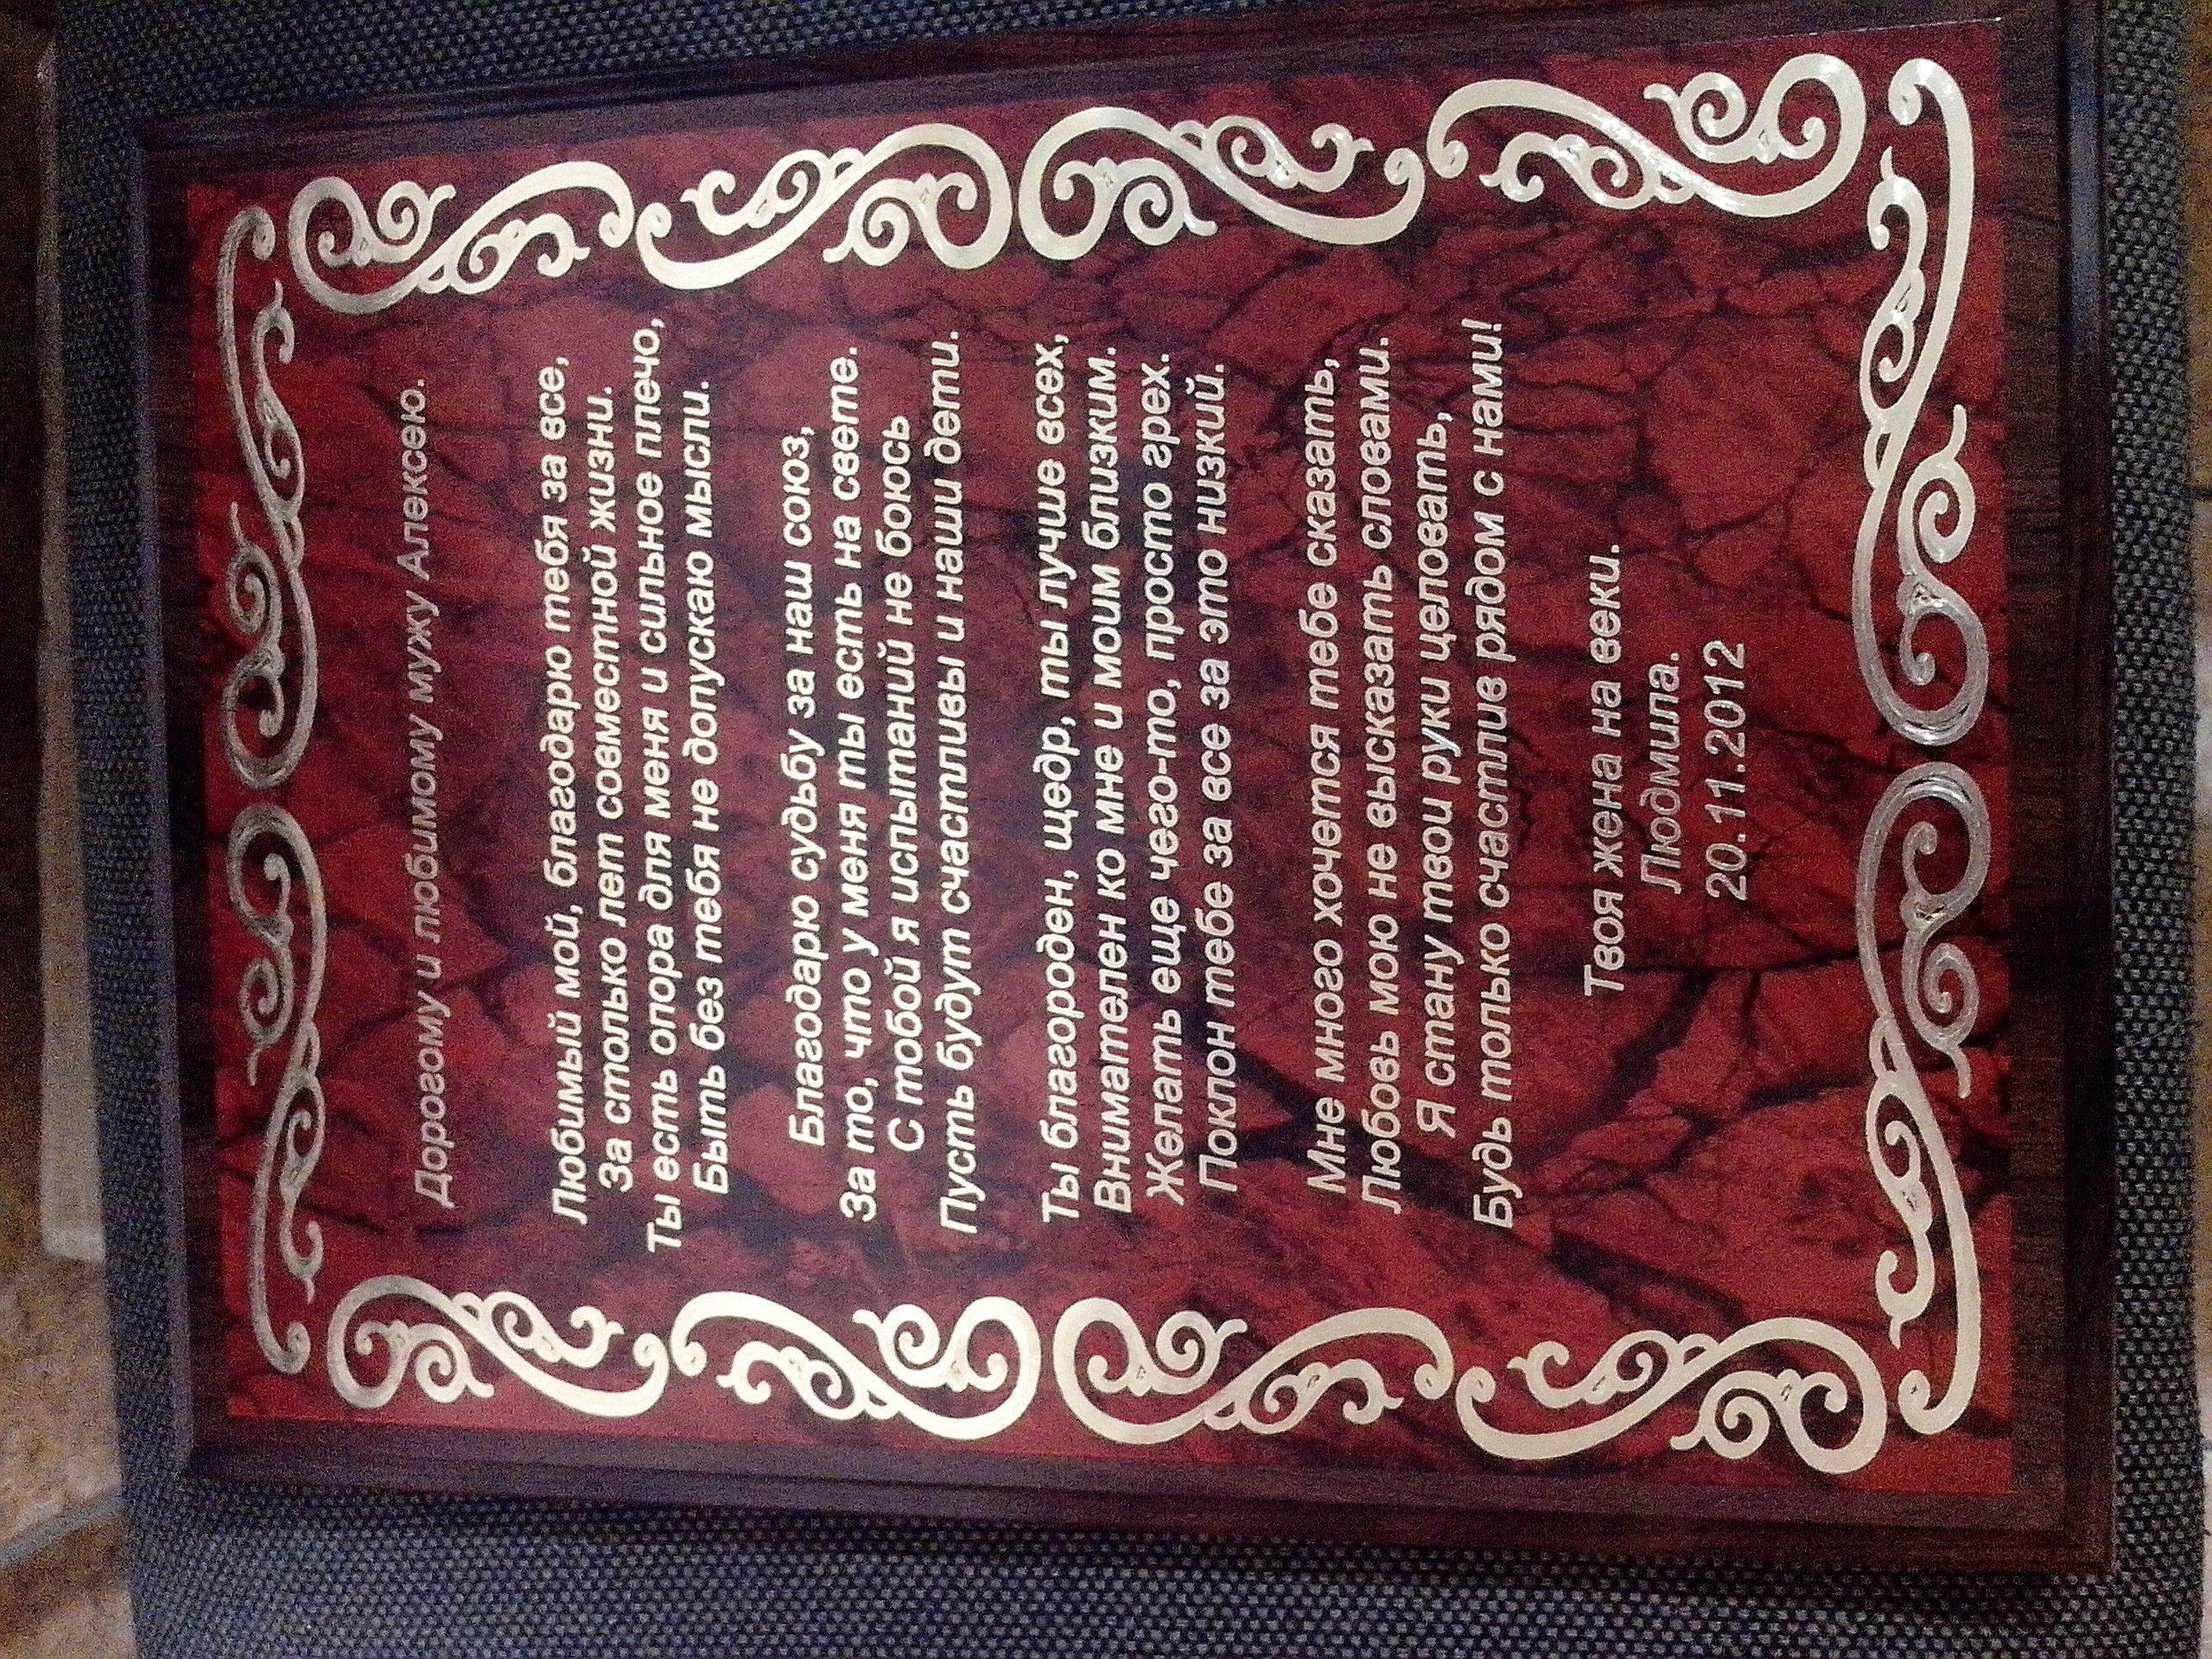 Дорогому и любимому мужу Алексею.
Любимый мой, благодарю тебя за все,
За столько лет совместной жизни.
Ты есть опора для меня и сильное плечо,
Быть без тебя не допускаю мысли.
Благодарю судьбу за наш союз,
За то, что у меня ты есть на свете.
С тобой я испытаний не боюсь
Пусть будут счастливы и наши дети.
Ты благороден, щедр, ты лучше всех,
Внимателен ко мне и моим близким.
Желать еще чего-то, просто грех.
Поклон тебе за все за это низкий.
Мне много хочется тебе сказать,
Любовь мою не высказать словами.
Я стану твои руки целовать,
Будь только счастлив рядом с нами!
Твоя жена на веки.
Людмила.
20.11.2012